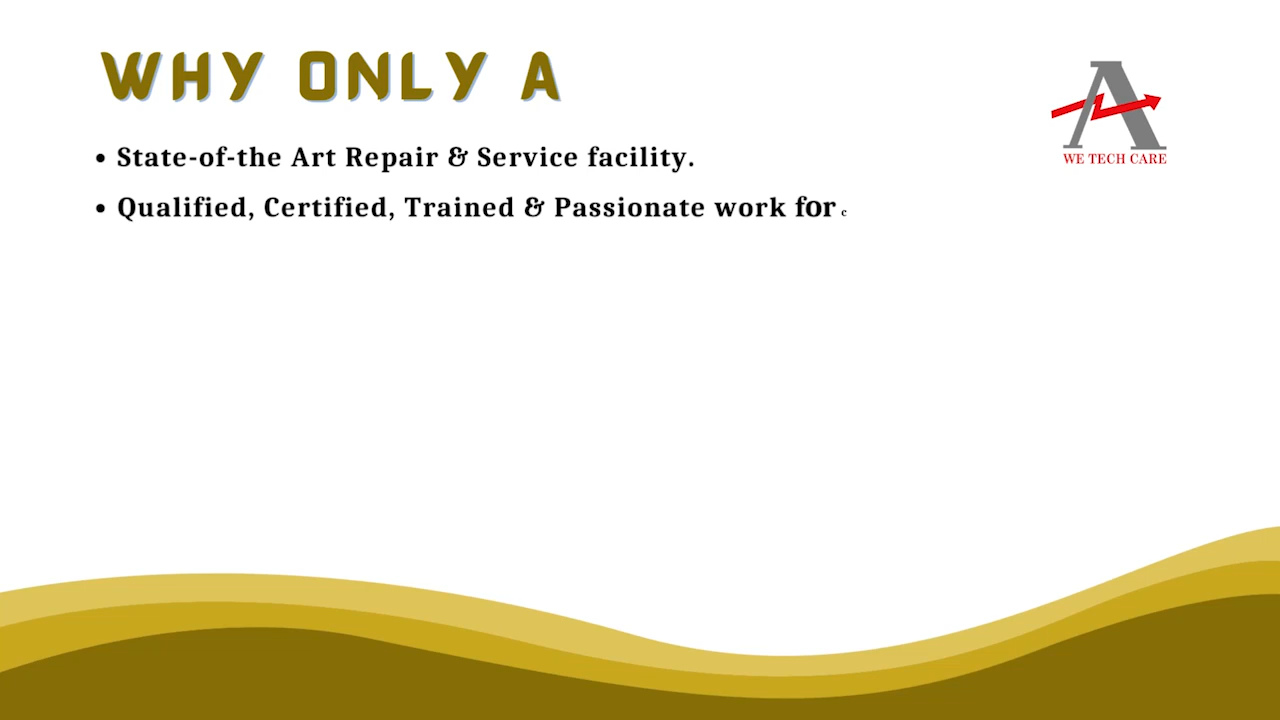 WHY ONLY A
• State-of-the Art Repair & Service facility.
• Qualified, Certified, Trained & Passionate work for c
A
WE TECH CARE